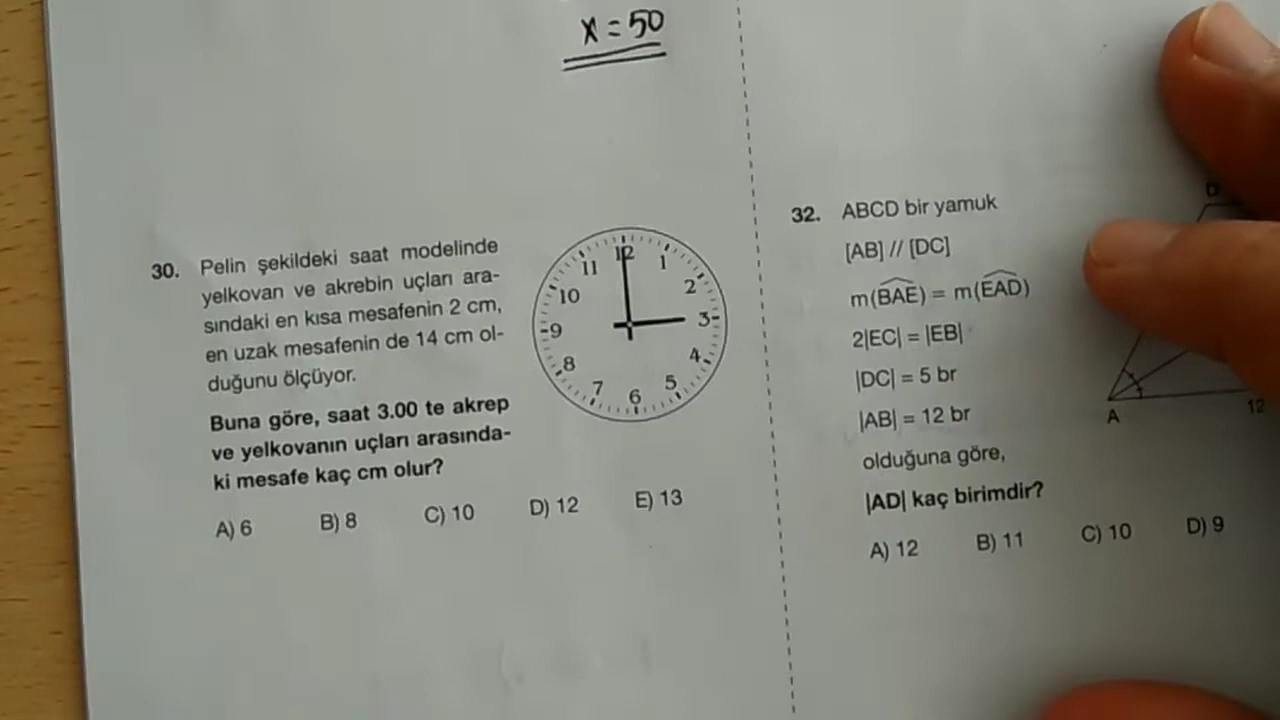 x = 50
30. Pelin şekildeki saat modelinde
yelkovan ve akrebin uçları ara-
sındaki en kısa mesafenin 2 cm,
en uzak mesafenin de 14 cm ol-
duğunu ölçüyor.
Buna göre, saat 3.00 te akrep
ve yelkovanın uçları arasında-
ki mesafe kaç cm olur?
A) 6 B) 8 C) 10 D) 12 E) 13
12
1
2
3
4
5
6
7
8
9
10
11
32. ABCD bir yamuk
[AB] // [DC]
m(BAE) = m(EAD)
2|EC| = |EB|
|DC| = 5 br
|AB| = 12 br
olduğuna göre,
|AD| kaç birimdir?
A) 12 B) 11 C) 10 D) 9
A
12